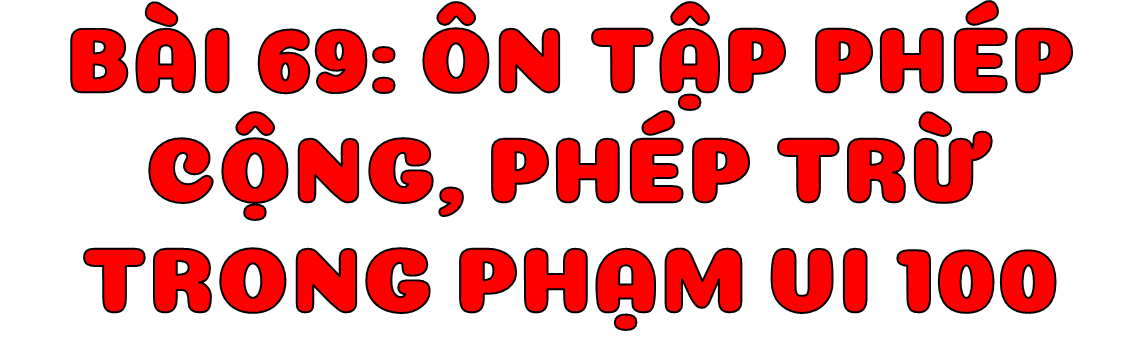 BÀI 69: ÔN TẬP PHÉP
CỘNG, PHÉP TRỪ
TRONG PHẠM UI 100